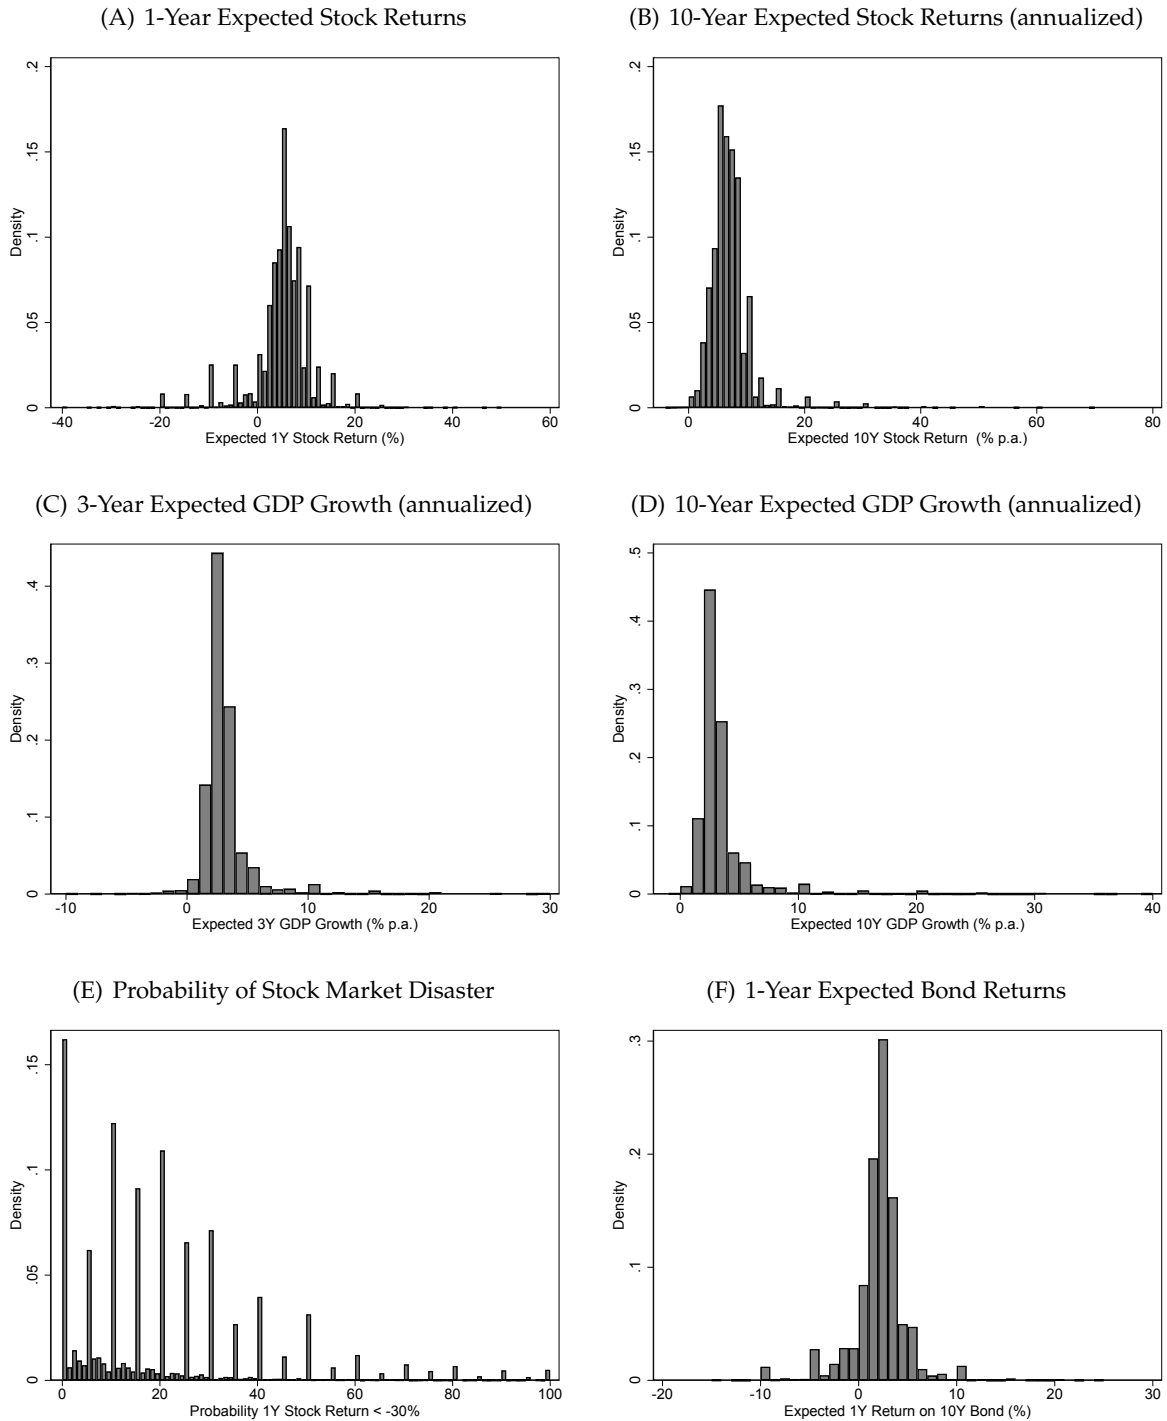 (A) 1-Year Expected Stock Returns
.2
.15
.1
.05
0
Density
-40 -20 0 20 40 60
Expected 1Y Stock Return (%)
(B) 10-Year Expected Stock Returns (annualized)
.2
.15
.1
.05
0
Density
0 20 40 60 80
Expected 10Y Stock Return (% p.a.)
(C) 3-Year Expected GDP Growth (annualized)
.4
.3
.2
.1
0
Density
-10 0 10 20 30
Expected 3Y GDP Growth (% p.a.)
(D) 10-Year Expected GDP Growth (annualized)
.5
.4
.3
.2
.1
0
Density
0 10 20 30 40
Expected 10Y GDP Growth (% p.a.)
(E) Probability of Stock Market Disaster
.15
.1
.05
0
Density
0 20 40 60 80 100
Probability 1Y Stock Return < -30%
(F) 1-Year Expected Bond Returns
.3
.2
.1
0
Density
-20 -10 0 10 20 30
Expected 1Y Return on 10Y Bond (%)